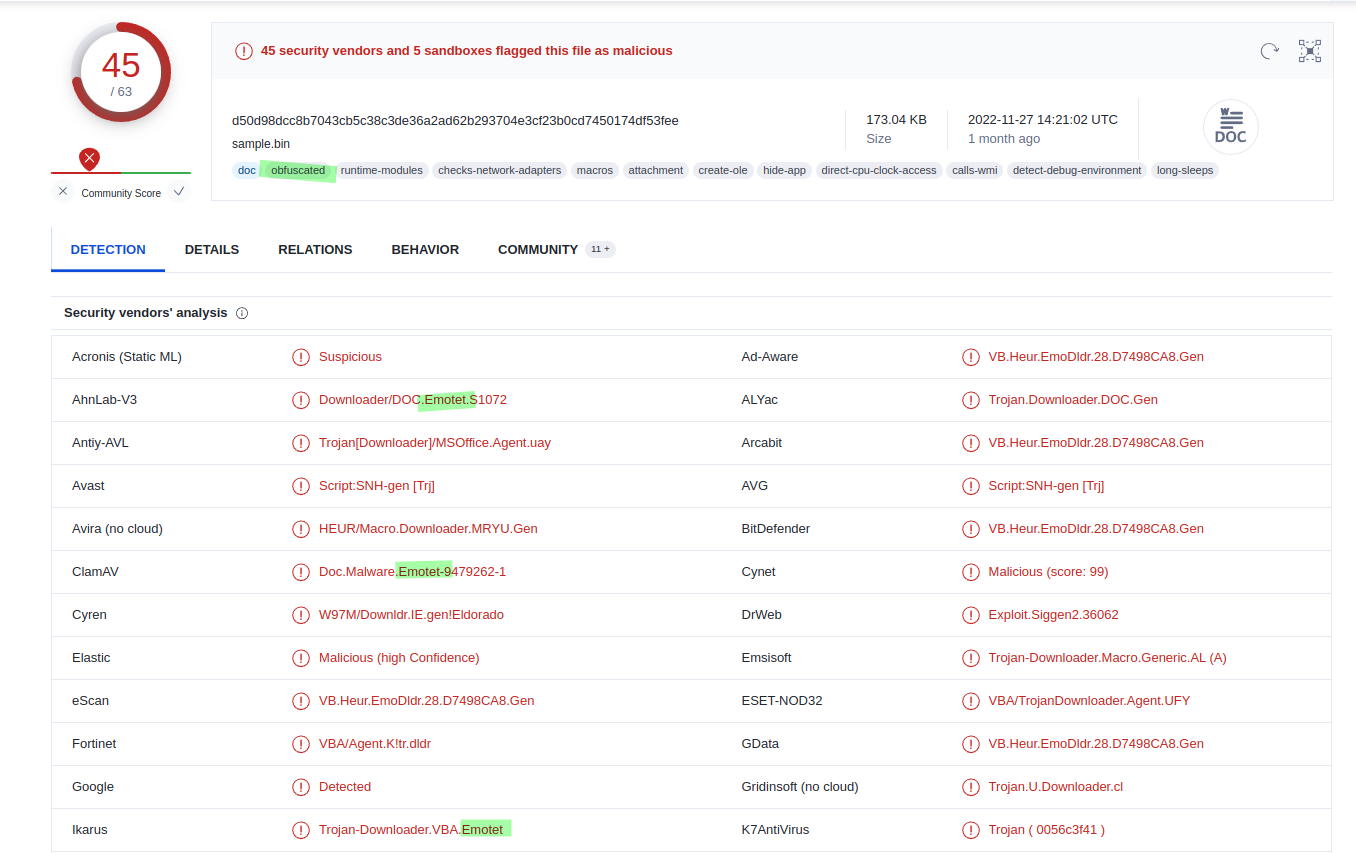 45
/ 63
Community Score
45 security vendors and 5 sandboxes flagged this file as malicious
d50d98dcc8b7043cb5c38c3de36a2ad62b293704e3cf23b0cd7450174df53fee
sample.bin
173.04 KB
Size
2022-11-27 14:21:02 UTC
1 month ago
W
DOC
doc obfuscated runtime-modules checks-network-adapters macros attachment create-ole hide-app direct-cpu-clock-access calls-wmi detect-debug-environment long-sleeps
DETECTION DETAILS RELATIONS BEHAVIOR COMMUNITY 11 +
Security vendors' analysis
Acronis (Static ML) Suspicious Ad-Aware VB.Heur.EmoDldr.28.D7498CA8.Gen
AhnLab-V3 Downloader/DOC.Emotet.S1072 ALYac Trojan.Downloader.DOC.Gen
Antiy-AVL Trojan[Downloader]/MSOffice.Agent.uay Arcabit VB.Heur.EmoDldr.28.D7498CA8.Gen
Avast Script:SNH-gen [Trj] AVG Script:SNH-gen [Trj]
Avira (no cloud) HEUR/Macro.Downloader.MRYU.Gen BitDefender VB.Heur.EmoDldr.28.D7498CA8.Gen
ClamAV Doc.Malware.Emotet-9479262-1 Cynet Malicious (score: 99)
Cyren W97M/Downldr.IE.gen!Eldorado DrWeb Exploit.Siggen2.36062
Elastic Malicious (high Confidence) Emsisoft Trojan-Downloader.Macro.Generic.AL (A)
eScan VB.Heur.EmoDldr.28.D7498CA8.Gen ESET-NOD32 VBA/TrojanDownloader.Agent.UFY
Fortinet VBA/Agent.K!tr.dldr GData VB.Heur.EmoDldr.28.D7498CA8.Gen
Google Detected Gridinsoft (no cloud) Trojan.U.Downloader.cl
Ikarus Trojan-Downloader.VBA.Emotet K7AntiVirus Trojan ( 0056c3f41 )